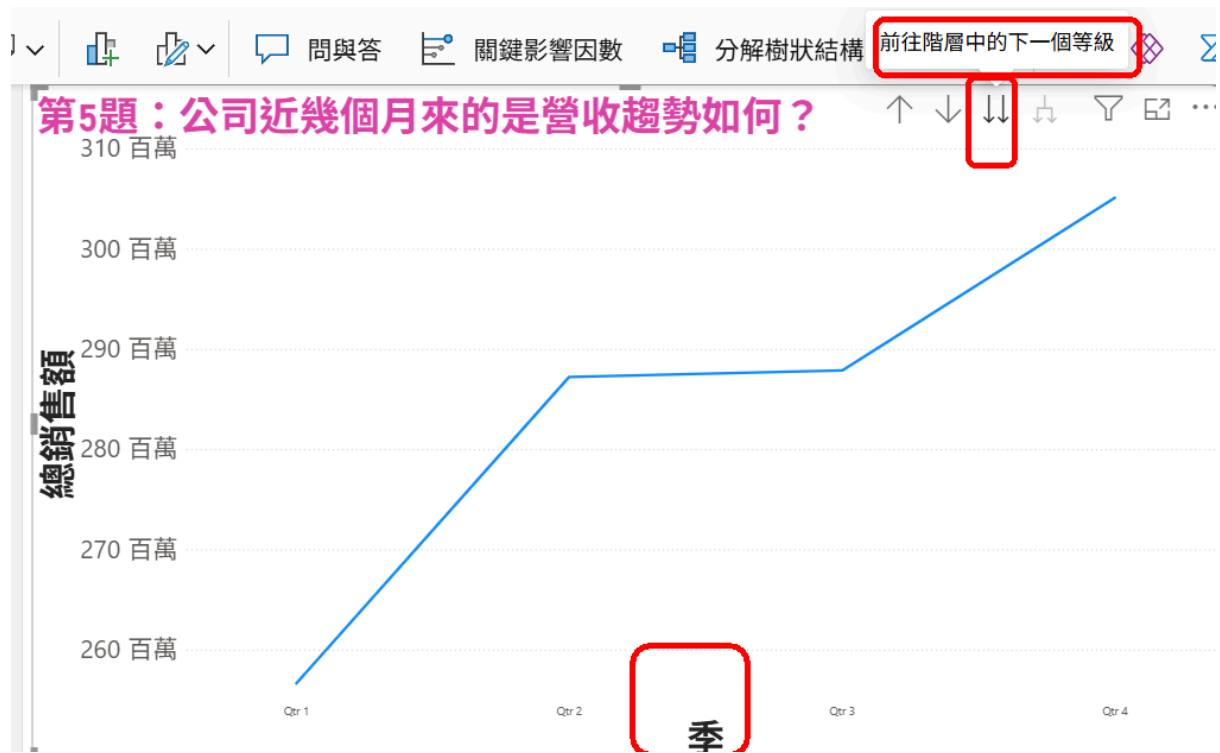 問與答
關鍵影響因數
分解樹狀結構
前往階層中的下一個等級
第5題：公司近幾個月來的是營收趨勢如何？
310 百萬
300 百萬
290 百萬
280 百萬
270 百萬
260 百萬
總銷售額
Qtr 1
Qtr 2
Qtr 3
Qtr 4
季